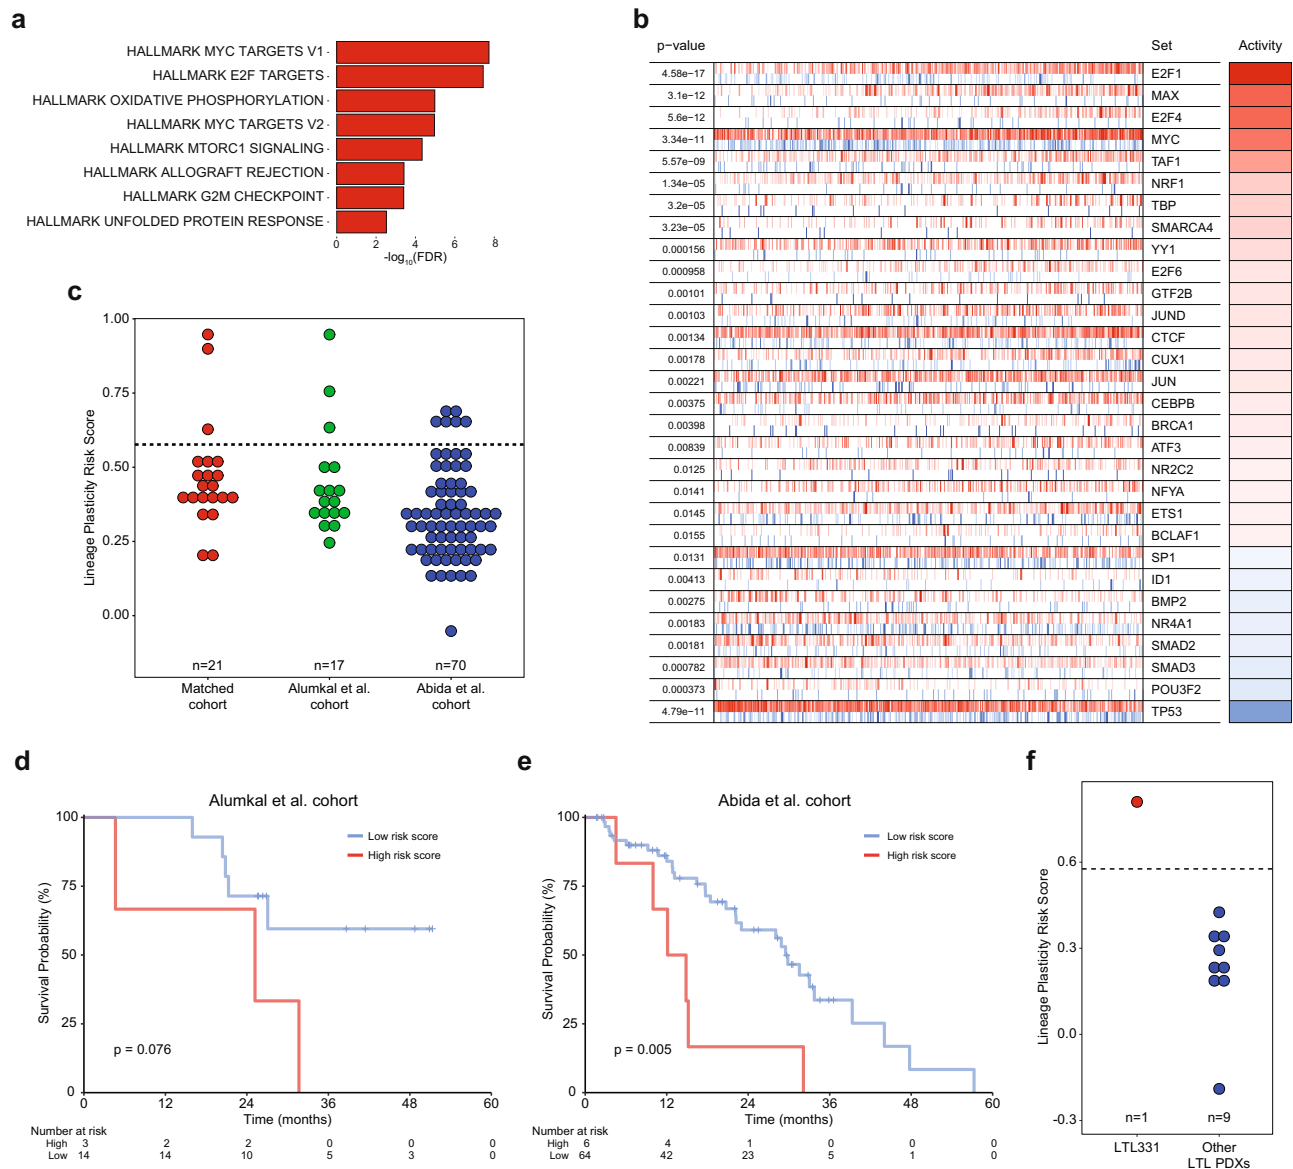 a
HALLMARK MYC TARGETS V1
HALLMARK E2F TARGETS
HALLMARK OXIDATIVE PHOSPHORYLATION
HALLMARK MYC TARGETS V2
HALLMARK MTORC1 SIGNALING
HALLMARK ALLOGRAFT REJECTION
HALLMARK G2M CHECKPOINT
HALLMARK UNFOLDED PROTEIN RESPONSE
0 2 4 6 8
-log10(FDR)
b
p−value Set Activity
4.58e−17 E2F1
3.1e−12 MAX
5.6e−12 E2F4
3.34e−11 MYC
5.57e−09 TAF1
1.34e−05 NRF1
3.2e−05 TBP
3.23e−05 SMARCA4
0.000156 YY1
0.000958 E2F6
0.00101 GTF2B
0.00103 JUND
0.00134 CTCF
0.00178 CUX1
0.00221 JUN
0.00375 CEBPB
0.00398 BRCA1
0.00839 ATF3
0.0125 NR2C2
0.0141 NFYA
0.0145 ETS1
0.0155 BCLAF1
0.0131 SP1
0.00413 ID1
0.00275 BMP2
0.00183 NR4A1
0.00181 SMAD2
0.000782 SMAD3
0.000373 POU3F2
4.79e−11 TP53
c
Lineage Plasticity Risk Score
1.00
0.75
0.50
0.25
0.00
n=21 n=17 n=70
Matched cohort
Alumkal et al. cohort
Abida et al. cohort
d
Alumkal et al. cohort
Low risk score
High risk score
Survival Probability (%)
100
75
50
25
0
p = 0.076
0 12 24 36 48 60
Time (months)
Number at risk
High 3 2 2 0 0 0
Low 14 14 10 5 3 0
e
Abida et al. cohort
Low risk score
High risk score
Survival Probability (%)
100
75
50
25
0
p = 0.005
0 12 24 36 48 60
Time (months)
Number at risk
High 6 4 1 0 0 0
Low 64 42 23 5 1 0
f
Lineage Plasticity Risk Score
0.6
0.3
0.0
-0.3
n=1 n=9
LTL331
Other
LTL PDXs